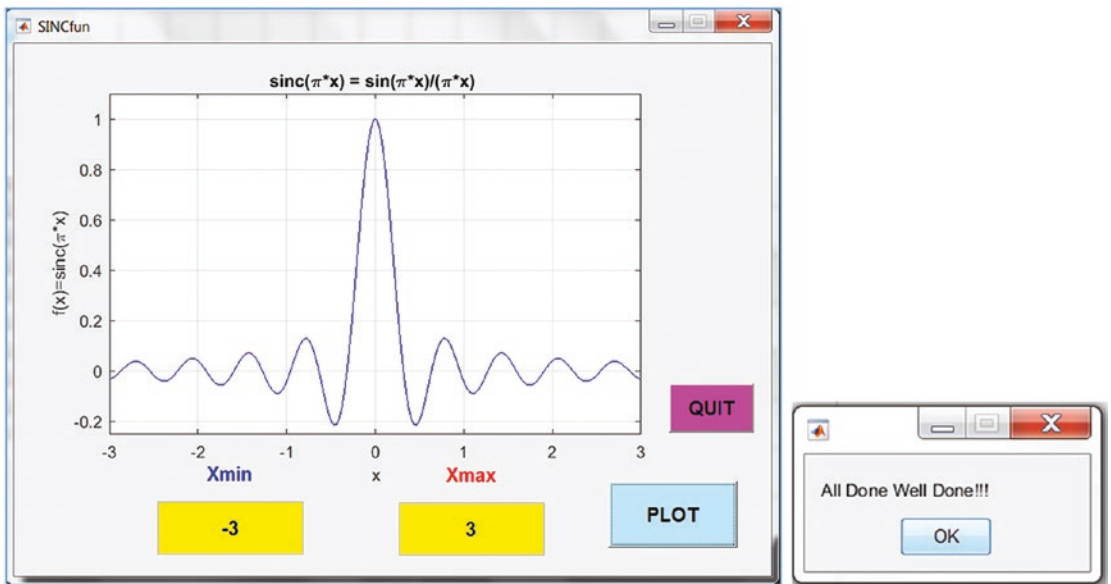 SINCfun
sinc(π*x) = sin(π*x)/(π*x)
f(x)=sinc(π*x)
1
0.8
0.6
0.4
0.2
0
-0.2
-3 -2 -1 0 1 2 3
Xmin x Xmax
-3 3
QUIT
PLOT
All Done Well Done!!!
OK